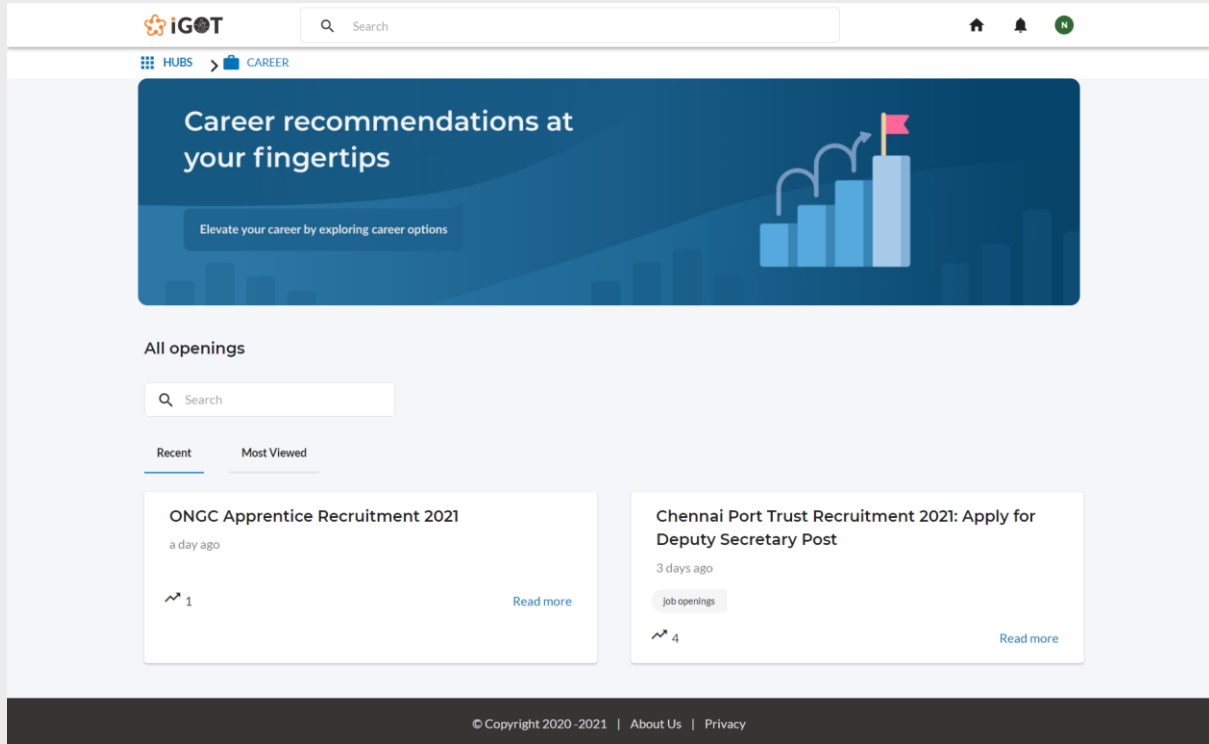 iGOT
Search
N
HUBS
CAREER
Career recommendations at
your fingertips
Elevate your career by exploring career options
All openings
Search
Recent
Most Viewed
ONGC Apprentice Recruitment 2021
a day ago
1
Read more
Chennai Port Trust Recruitment 2021: Apply for
Deputy Secretary Post
3 days ago
job openings
4
Read more
© Copyright 2020 -2021 | About Us | Privacy